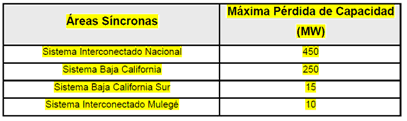 Áreas Síncronas
Máxima Pérdida de Capacidad
(MW)
Sistema Interconectado Nacional 450
Sistema Baja California 250
Sistema Baja California Sur 15
Sistema Interconectado Mulegé 10